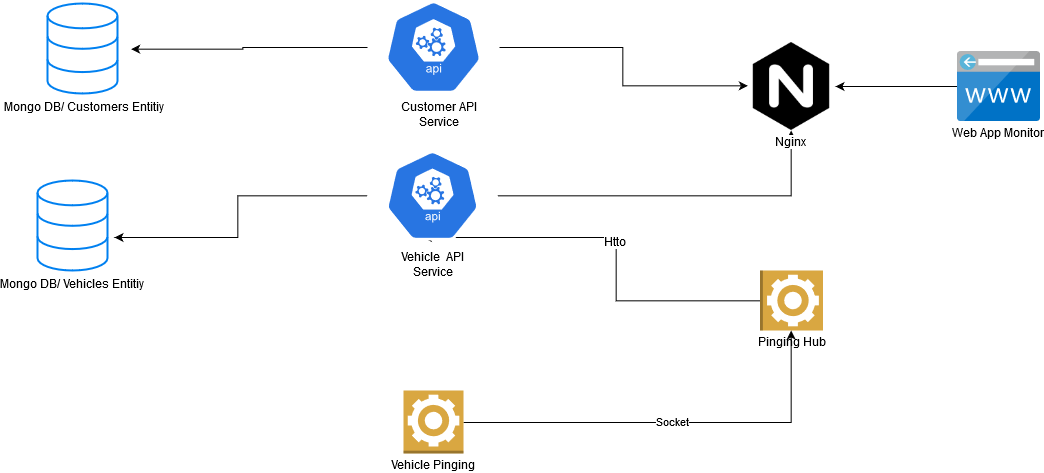 api
WWW
Mongo DB/ Customers Entitiy
Customer API
Service
N
Nginx
Web App Monitor
api
Mongo DB/ Vehicles Entitiy
Vehicle  API
Service
Htto
Pinging Hub
Socket
Vehicle Pinging